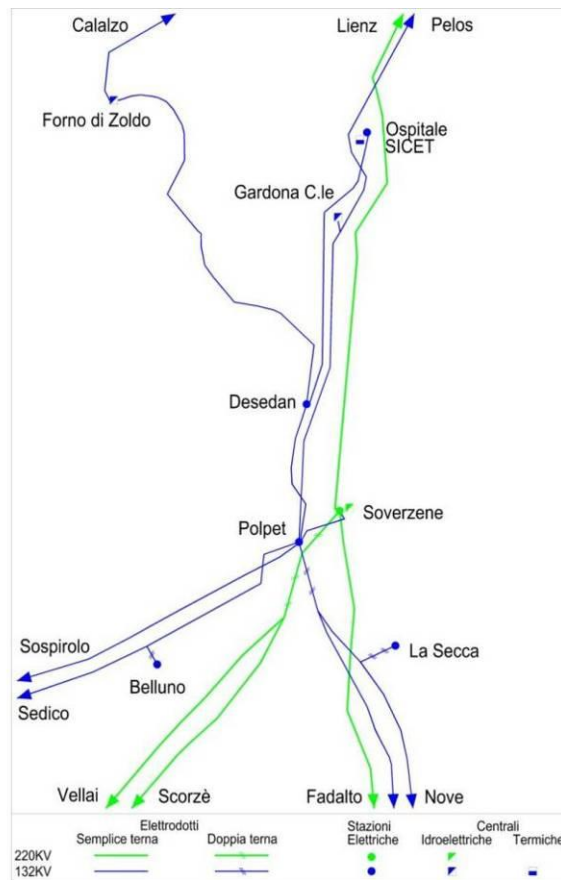 Calalzo
Lienz
Pelos
Forno di Zoldo
Ospitale
SICET
Gardona C.le
Desedan
Soverzene
Polpet
Sospirolo
La Secca
Belluno
Sedico
Vellai
Scorzè
Fadalto
Nove
Elettrodotti
Stazioni
Centrali
Semplice terna
Doppia terna
Elettriche
Idroelettriche
Termiche
220KV
132KV